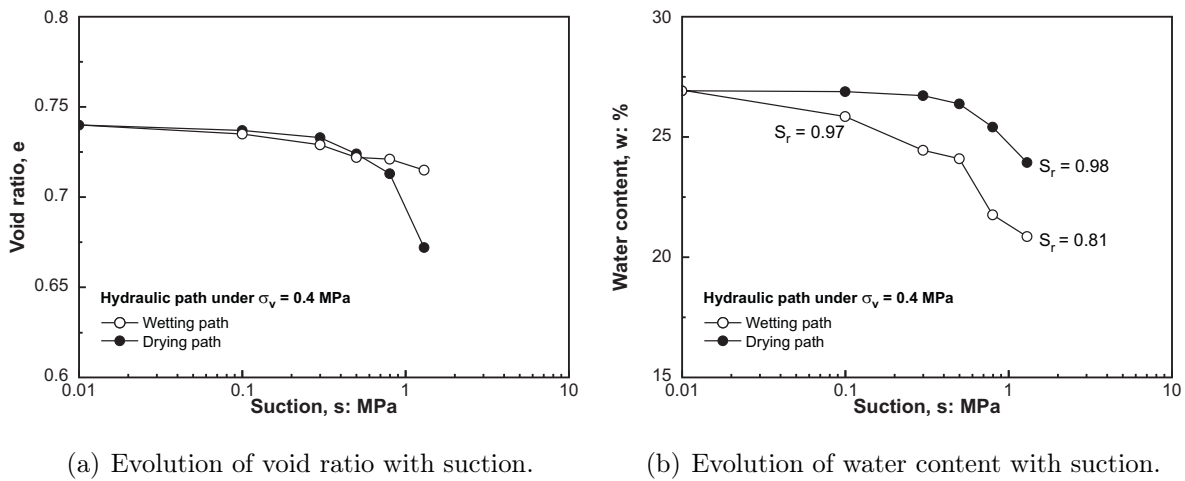 0.8
0.75
0.7
0.65
0.6
Void ratio, e
0.01
0.1
1
10
Suction, s: MPa
Hydraulic path under σv = 0.4 MPa
Wetting path
Drying path
(a) Evolution of void ratio with suction.
30
25
20
15
Water content, w: %
0.01
0.1
1
10
Suction, s: MPa
Sr = 0.97
Sr = 0.98
Sr = 0.81
Hydraulic path under σv = 0.4 MPa
Wetting path
Drying path
(b) Evolution of water content with suction.